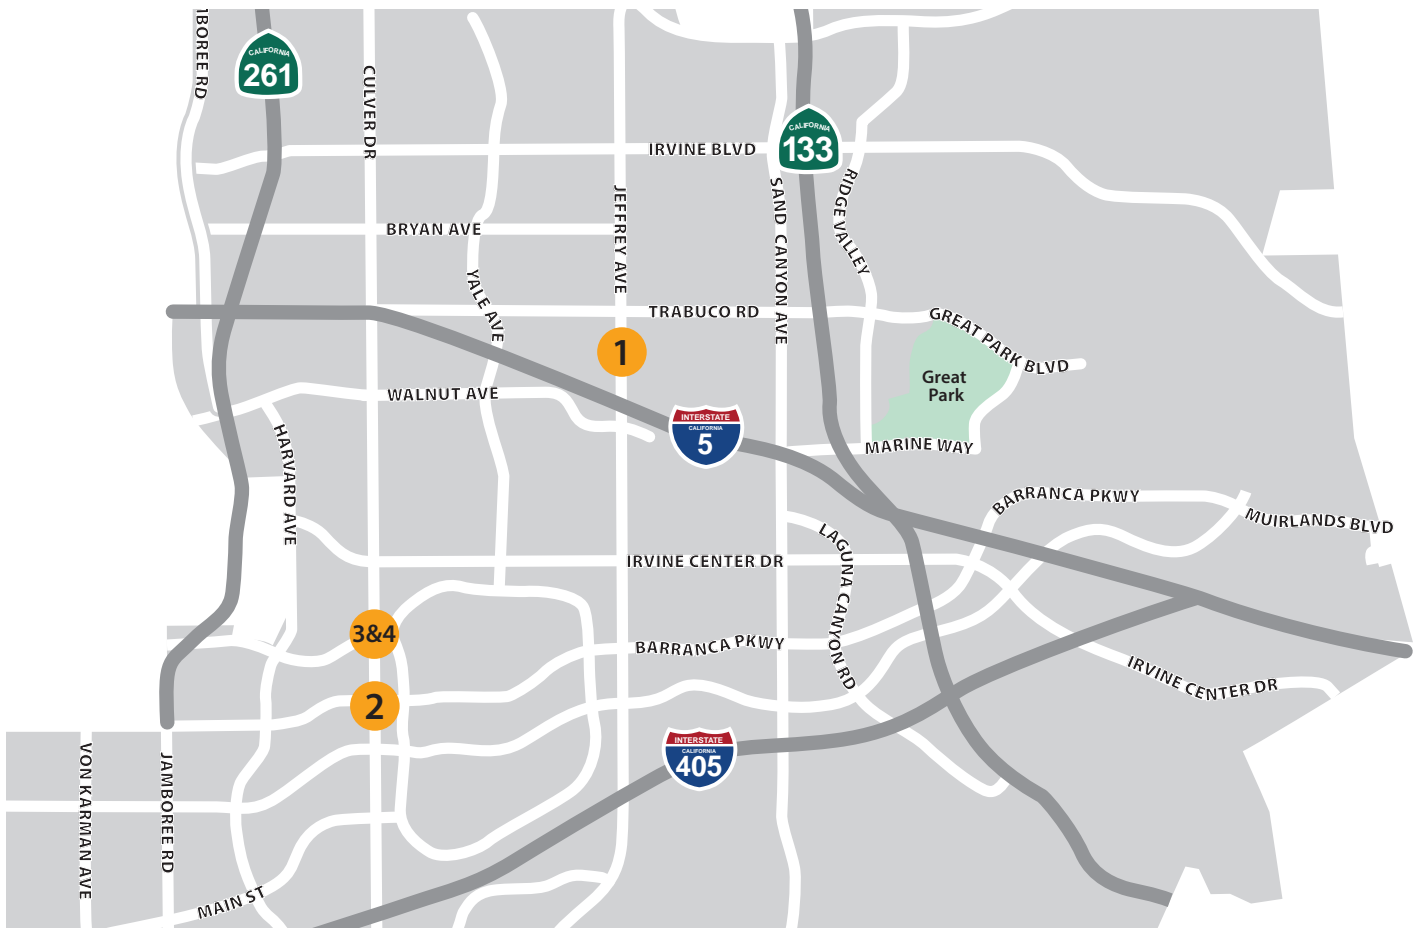 MBOREE RD
CALIFORNIA
261
CULVER DR
CALIFORNIA
133
IRVINE BLVD
RIDGE VALLEY
JEFFREY AVE
SAND CANYON AVE
BRYAN AVE
YALE AVE
TRABUCO RD
GREAT PARK BLVD
1
Great
Park
WALNUT AVE
INTERSTATE
CALIFORNIA
5
MARINE WAY
HARVARD AVE
BARRANCA PKWY
MUIRLANDS BLVD
LAGUNA CANYON RD
IRVINE CENTER DR
3&4
BARRANCA PKWY
IRVINE CENTER DR
2
INTERSTATE
CALIFORNIA
405
VON KARMAN AVE
JAMBOREE RD
MAIN ST